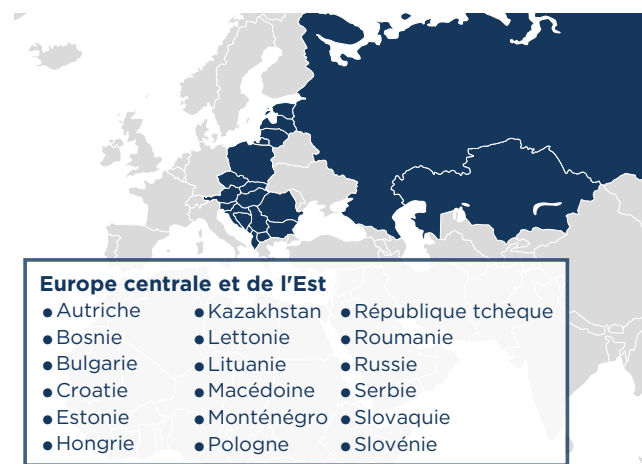 Europe centrale et de l'Est
• Autriche
• Bosnie
• Bulgarie
• Croatie
• Estonie
• Hongrie
• Kazakhstan
• Lettonie
• Lituanie
• Macédoine
• Monténégro
• Pologne
• République tchèque
• Roumanie
• Russie
• Serbie
• Slovaquie
• Slovénie